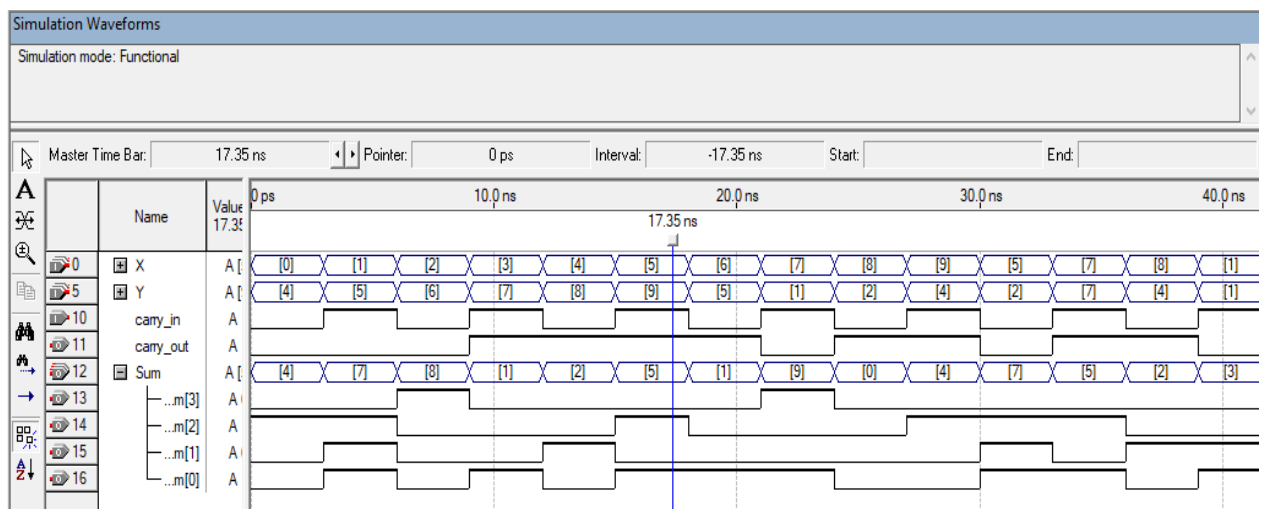 Simulation Waveforms
Simulation mode: Functional
Master Time Bar: 17.35 ns Pointer: 0 ps Interval: -17.35 ns Start: End:
Name Value 17.35 0 ps 10.0 ns 20.0 ns 30.0 ns 40.0 ns
17.35 ns
0 X A [ [0] [1] [2] [3] [4] [5] [6] [7] [8] [9] [5] [7] [8] [1]
5 Y A [ [4] [5] [6] [7] [8] [9] [5] [1] [2] [4] [2] [7] [4] [1]
10 carry_in A
11 carry_out A
12 Sum A [ [4] [7] [8] [1] [2] [5] [1] [9] [0] [4] [7] [5] [2] [3]
13 ...m[3] A
14 ...m[2] A
15 ...m[1] A
16 ...m[0] A